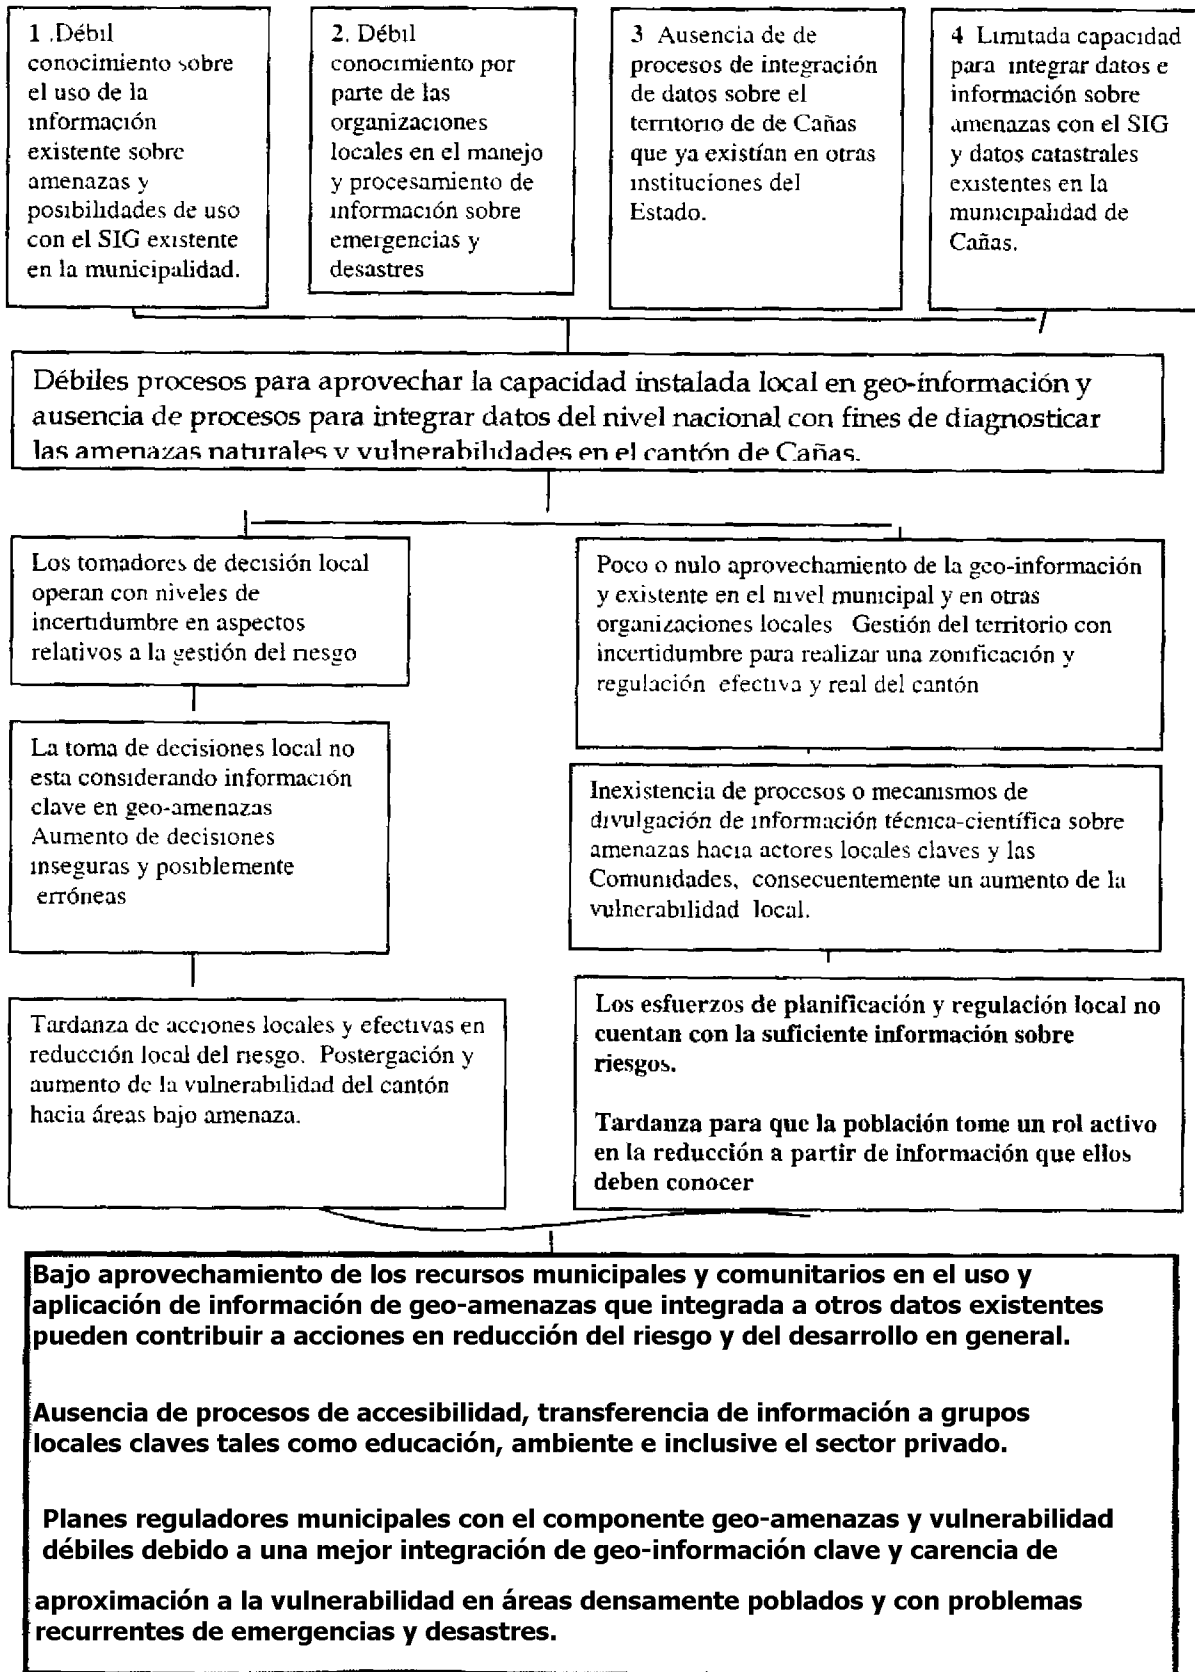 1 .Débil
conocimiento sobre
el uso de la
información
existente sobre
amenazas y
posibilidades de uso
con el SIG existente
en la municipalidad.
2. Débil
conocimiento por
parte de las
organizaciones
locales en el manejo
y procesamiento de
información sobre
emergencias y
desastres
3 Ausencia de de
procesos de integración
de datos sobre el
territorio de de Cañas
que ya existían en otras
instituciones del
Estado.
4 Limitada capacidad
para integrar datos e
información sobre
amenazas con el SIG
y datos catastrales
existentes en la
municipalidad de
Cañas.
Débiles procesos para aprovechar la capacidad instalada local en geo-información y
ausencia de procesos para integrar datos del nivel nacional con fines de diagnosticar
las amenazas naturales y vulnerabilidades en el cantón de Cañas.
Los tomadores de decisión local
operan con niveles de
incertidumbre en aspectos
relativos a la gestión del riesgo
La toma de decisiones local no
esta considerando información
clave en geo-amenazas
Aumento de decisiones
inseguras y posiblemente
erróneas
Tardanza de acciones locales y efectivas en
reducción local del riesgo. Postergación y
aumento de la vulnerabilidad del cantón
hacia áreas bajo amenaza.
Poco o nulo aprovechamiento de la geo-información
y existente en el nivel municipal y en otras
organizaciones locales Gestión del territorio con
incertidumbre para realizar una zonificación y
regulación efectiva y real del cantón
Inexistencia de procesos o mecanismos de
divulgación de información técnica-científica sobre
amenazas hacia actores locales claves y las
Comunidades, consecuentemente un aumento de la
vulnerabilidad local.
Los esfuerzos de planificación y regulación local no
cuentan con la suficiente información sobre
riesgos.
Tardanza para que la población tome un rol activo
en la reducción a partir de información que ellos
deben conocer
Bajo aprovechamiento de los recursos municipales y comunitarios en el uso y
aplicación de información de geo-amenazas que integrada a otros datos existentes
pueden contribuir a acciones en reducción del riesgo y del desarrollo en general.
Ausencia de procesos de accesibilidad, transferencia de información a grupos
locales claves tales como educación, ambiente e inclusive el sector privado.
Planes reguladores municipales con el componente geo-amenazas y vulnerabilidad
débiles debido a una mejor integración de geo-información clave y carencia de
aproximación a la vulnerabilidad en áreas densamente poblados y con problemas
recurrentes de emergencias y desastres.